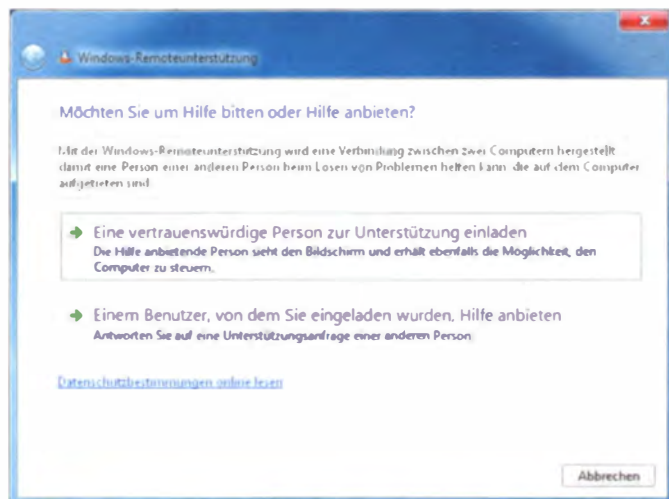 Windows-Remoteunterstützung
Möchten Sie um Hilfe bitten oder Hilfe anbieten?
Mit der Windows-Remoteunterstützung wird eine Verbindung zwischen zwei Computern hergestellt
damit eine Person einer anderen Person beim Lösen von Problemen helfen kann die auf dem Computer
aufgetreten sind
Eine vertrauenswürdige Person zur Unterstützung einladen
Die Hilfe anbietende Person sieht den Bildschirm und erhält ebenfalls die Möglichkeit, den
Computer zu steuern.
Einem Benutzer, von dem Sie eingeladen wurden, Hilfe anbieten
Antworten Sie auf eine Unterstützungsanfrage einer anderen Person
Datenschutzbestimmungen online lesen
Abbrechen